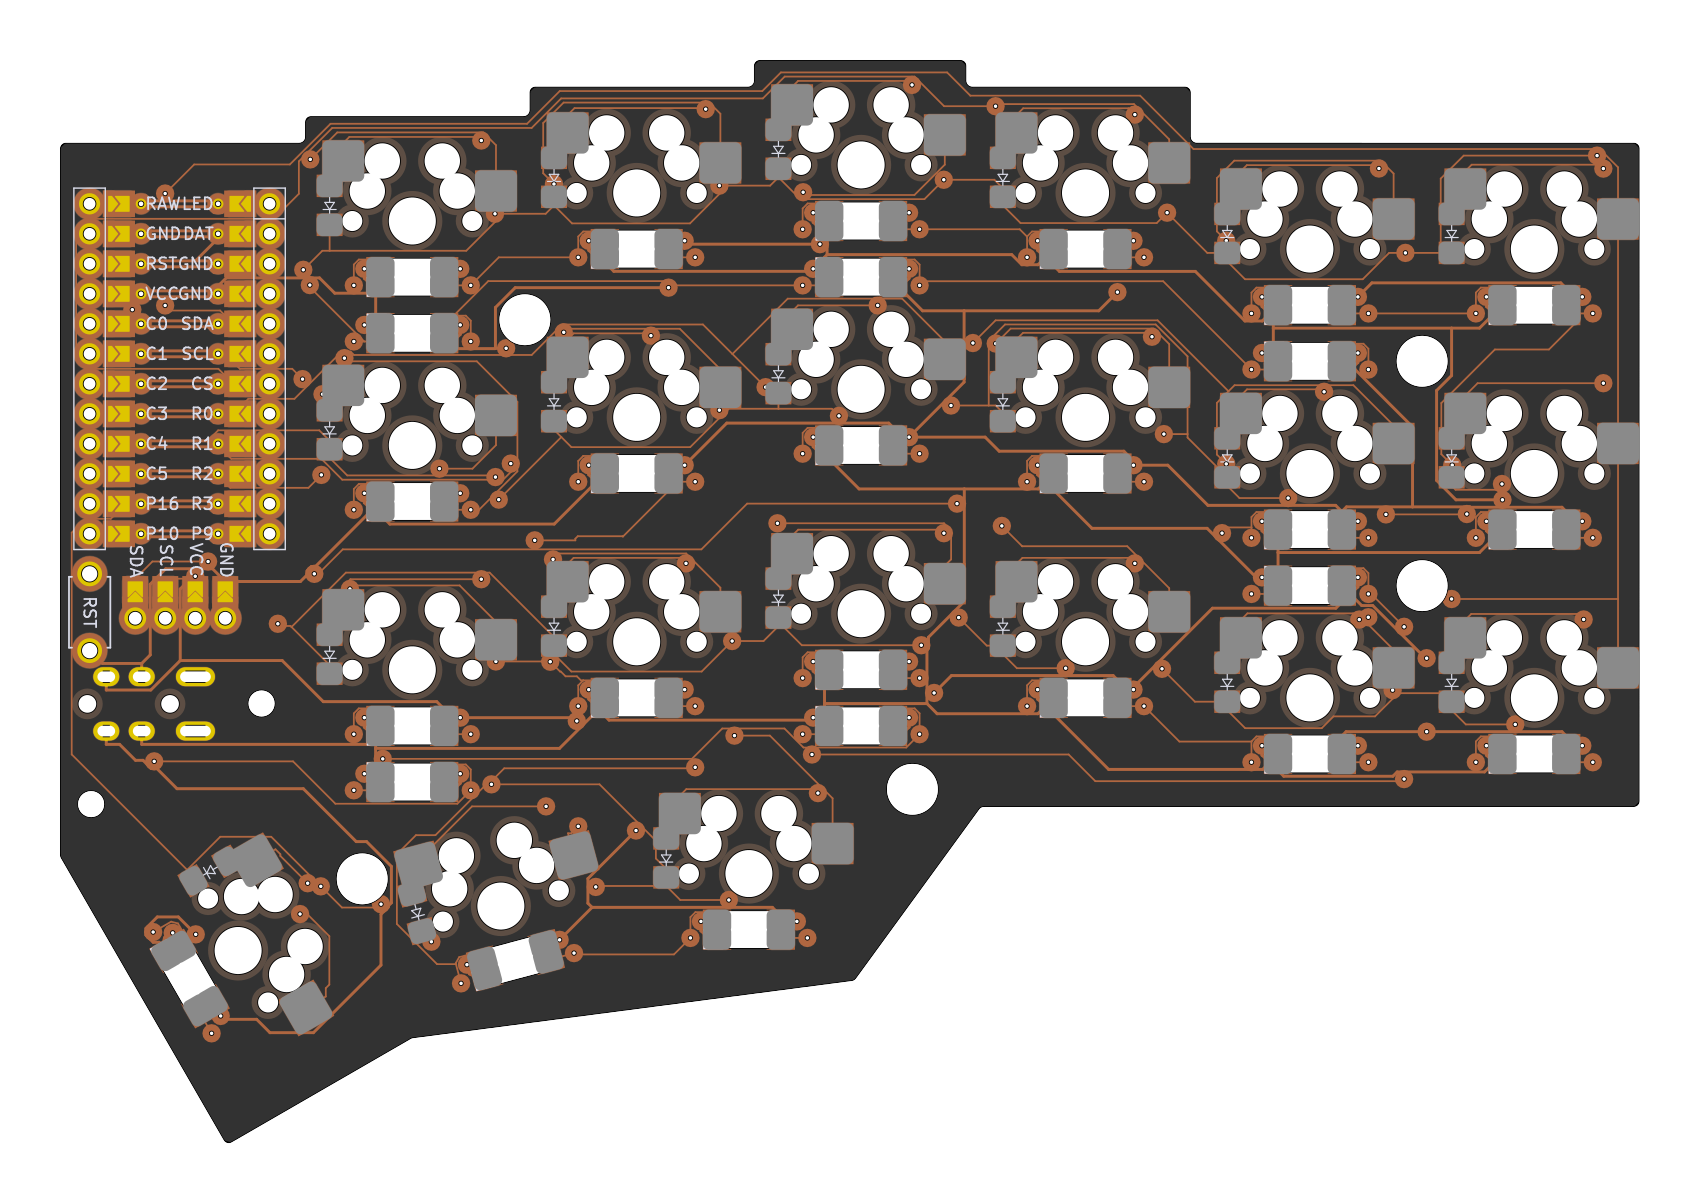 RAW LED
GND DAT
RST GND
VCC GND
C0 SDA
C1 SCL
C2 CS
C3 R0
C4 R1
C5 R2
P16 R3
P10 P9
SDA SCL VCC GND
RST